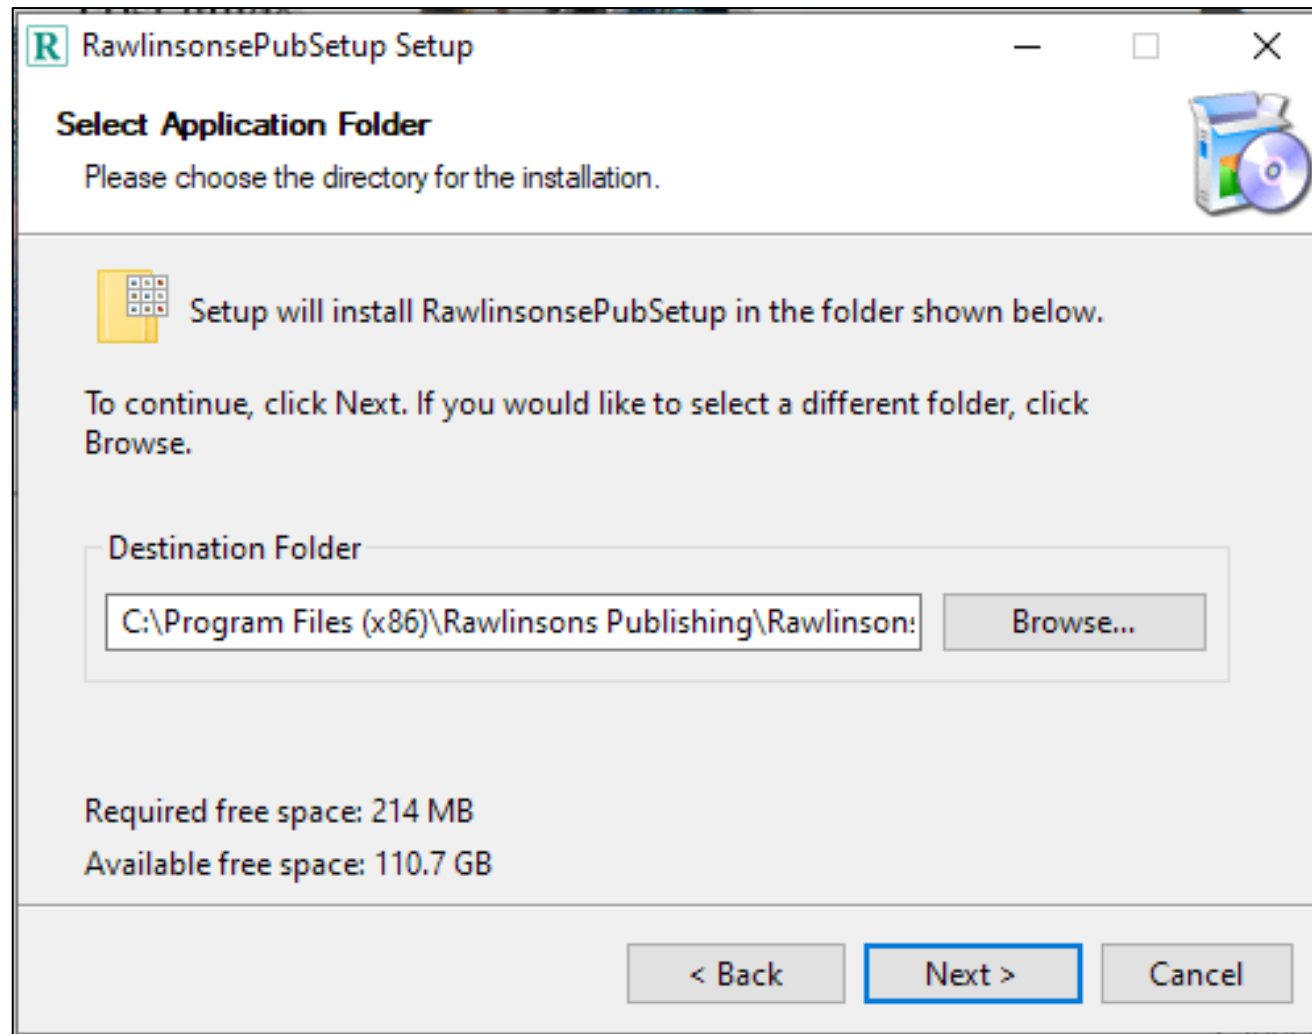 R RawlinsonsePubSetup Setup
Select Application Folder
Please choose the directory for the installation.
Setup will install RawlinsonsePubSetup in the folder shown below.
To continue, click Next. If you would like to select a different folder, click
Browse.
Destination Folder
C:\Program Files (x86)\Rawlinsons Publishing\Rawlinsons
Browse...
Required free space: 214 MB
Available free space: 110.7 GB
< Back
Next >
Cancel